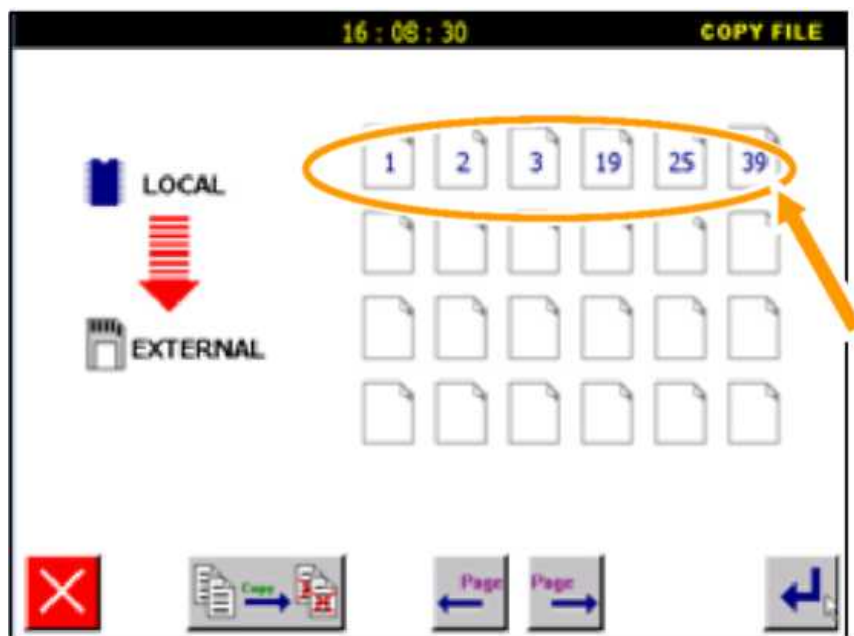 16 : 08 : 30 COPY FILE
1 2 3 19 25 39
LOCAL
EXTERNAL
Copy
Page Page